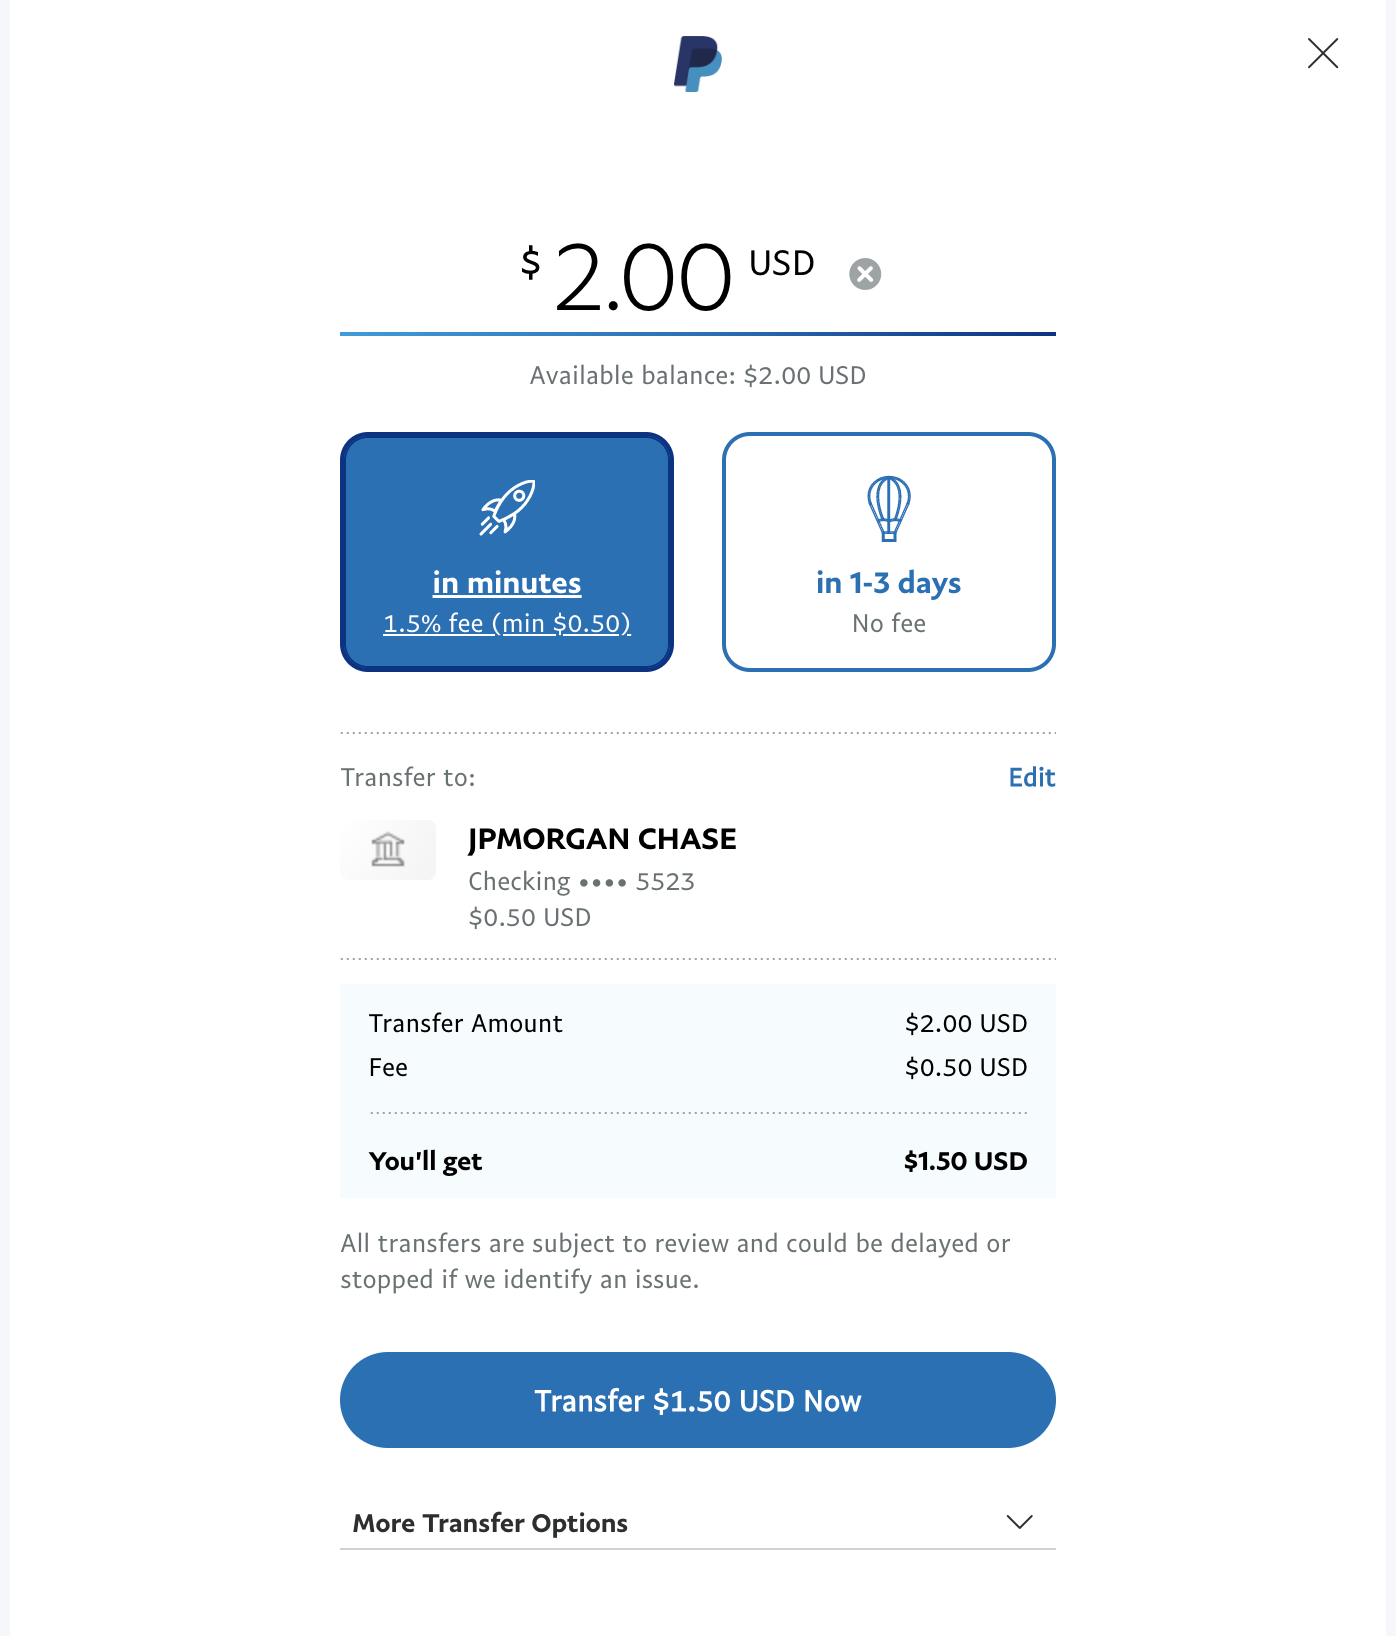 $ 2.00 USD
Available balance: $2.00 USD
in minutes
1.5% fee (min $0.50)
in 1-3 days
No fee
Transfer to:
Edit
JPMORGAN CHASE
Checking •••• 5523
$0.50 USD
Transfer Amount $2.00 USD
Fee $0.50 USD
You'll get $1.50 USD
All transfers are subject to review and could be delayed or
stopped if we identify an issue.
Transfer $1.50 USD Now
More Transfer Options